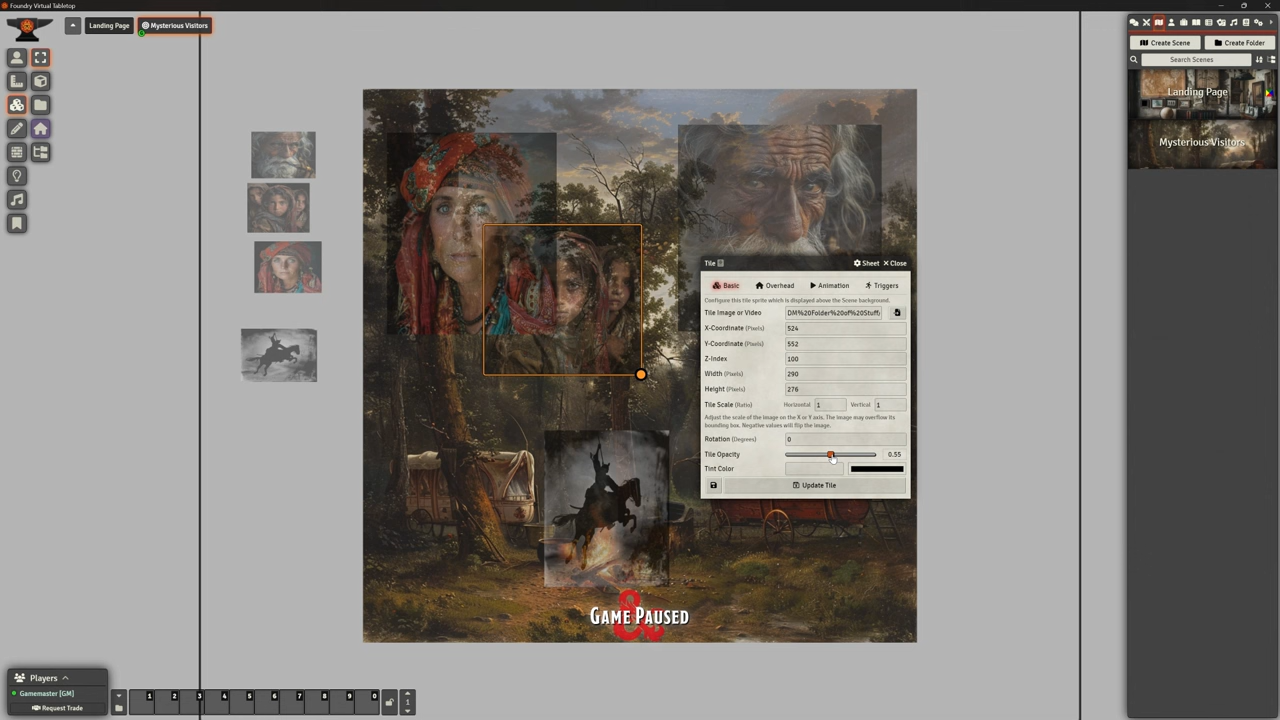 Foundry Virtual Tabletop
Landing Page
Mysterious Visitors
Create Scene
Create Folder
Search Scenes
Landing Page
Mysterious Visitors
Tile
Sheet
Close
Basic
Overhead
Animation
Triggers
Configure this tile sprite which is displayed above the Scene background.
Tile Image or Video
DM%20Folder%20of%20Stuff/
X-Coordinate (Pixels)
524
Y-Coordinate (Pixels)
552
Z-Index
100
Width (Pixels)
290
Height (Pixels)
276
Tile Scale (Ratio)
Horizontal
1
Vertical
1
Adjust the scale of the image on the X or Y axis. The image may overflow its
bounding box. Negative values will flip the image.
Rotation (Degrees)
0
Tile Opacity
0.55
Tint Color
Update Tile
&
GAME PAUSED
Players
Gamemaster [GM]
Request Trade
1 2 3 4 5 6 7 8 9 0
1